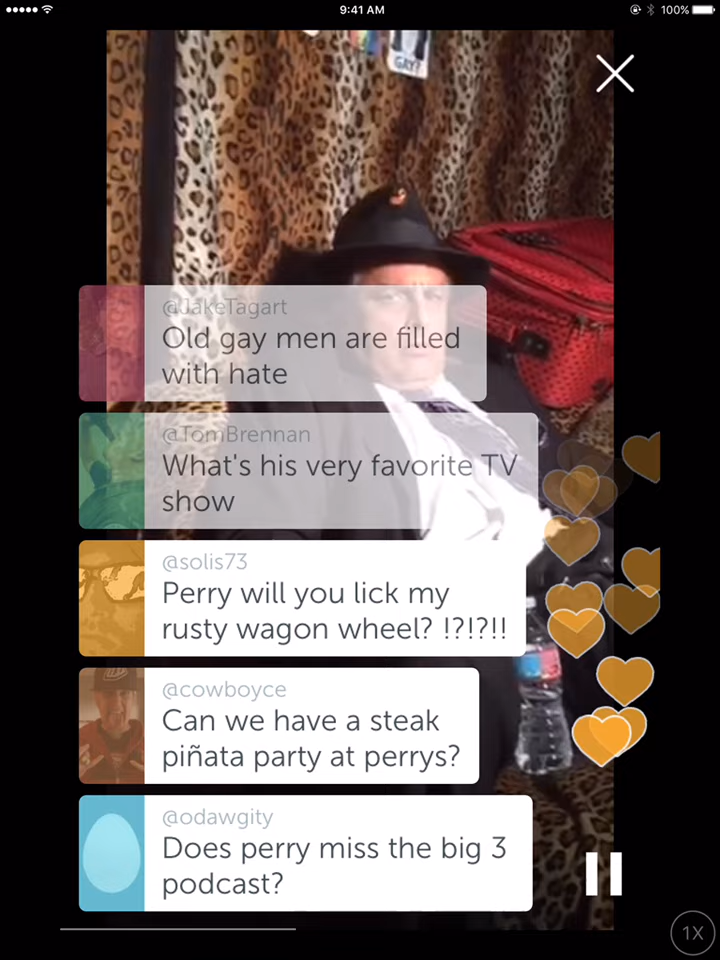 9:41 AM
100%
GAY?
@JakeTagart
Old gay men are filled
with hate
@TomBrennan
What's his very favorite TV
show
@solis73
Perry will you lick my
rusty wagon wheel? !?!?!!
@cowboyce
Can we have a steak
piñata party at perrys?
@odawgity
Does perry miss the big 3
podcast?
1X